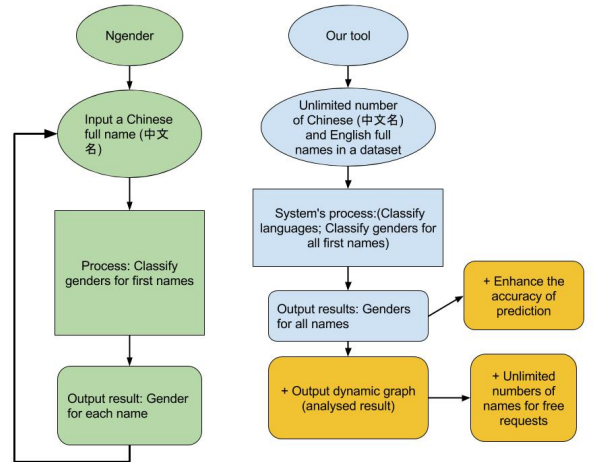 Ngender
Input a Chinese
full name (中文
名)
Process: Classify
genders for first names
Output result: Gender
for each name
Our tool
Unlimited number
of Chinese (中文名)
and English full
names in a dataset
System's process:(Classify
languages; Classify genders for
all first names)
Output results: Genders
for all names
+ Enhance the
accuracy of
prediction
+ Output dynamic graph
(analysed result)
+ Unlimited
numbers of
names for free
requests